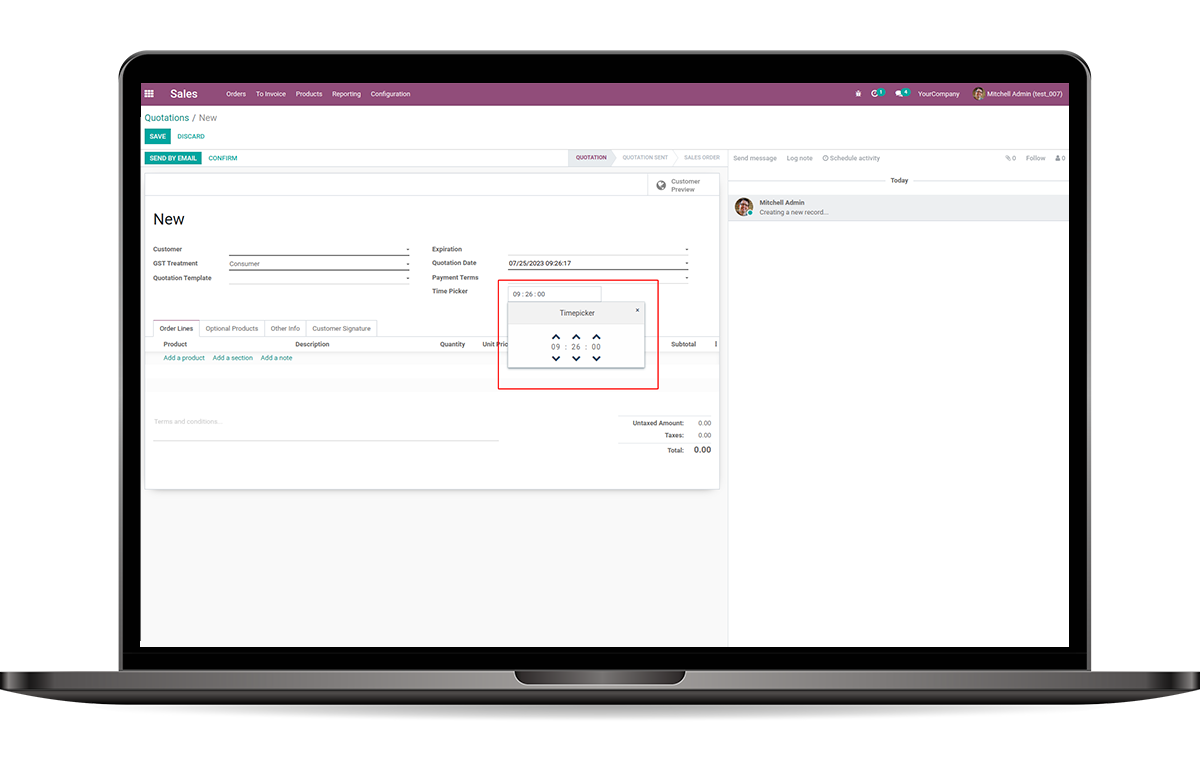 Sales Orders To Invoice Products Reporting Configuration 1 4 YourCompany Mitchell Admin (test_007)
Quotations / New
SAVE DISCARD
SEND BY EMAIL CONFIRM QUOTATION QUOTATION SENT SALES ORDER Send message Log note Schedule activity 0 Follow 0
Today
Customer
Preview
Mitchell Admin
Creating a new record...
New
Customer Expiration
GST Treatment Consumer Quotation Date 07/25/2023 09:26:17
Quotation Template Payment Terms
Time Picker 09 : 26 : 00
Timepicker ×
Order Lines Optional Products Other Info Customer Signature
Product Description Quantity Unit Pric Subtotal
09 : 26 : 00
Add a product Add a section Add a note
Terms and conditions...
Untaxed Amount: 0.00
Taxes: 0.00
Total: 0.00